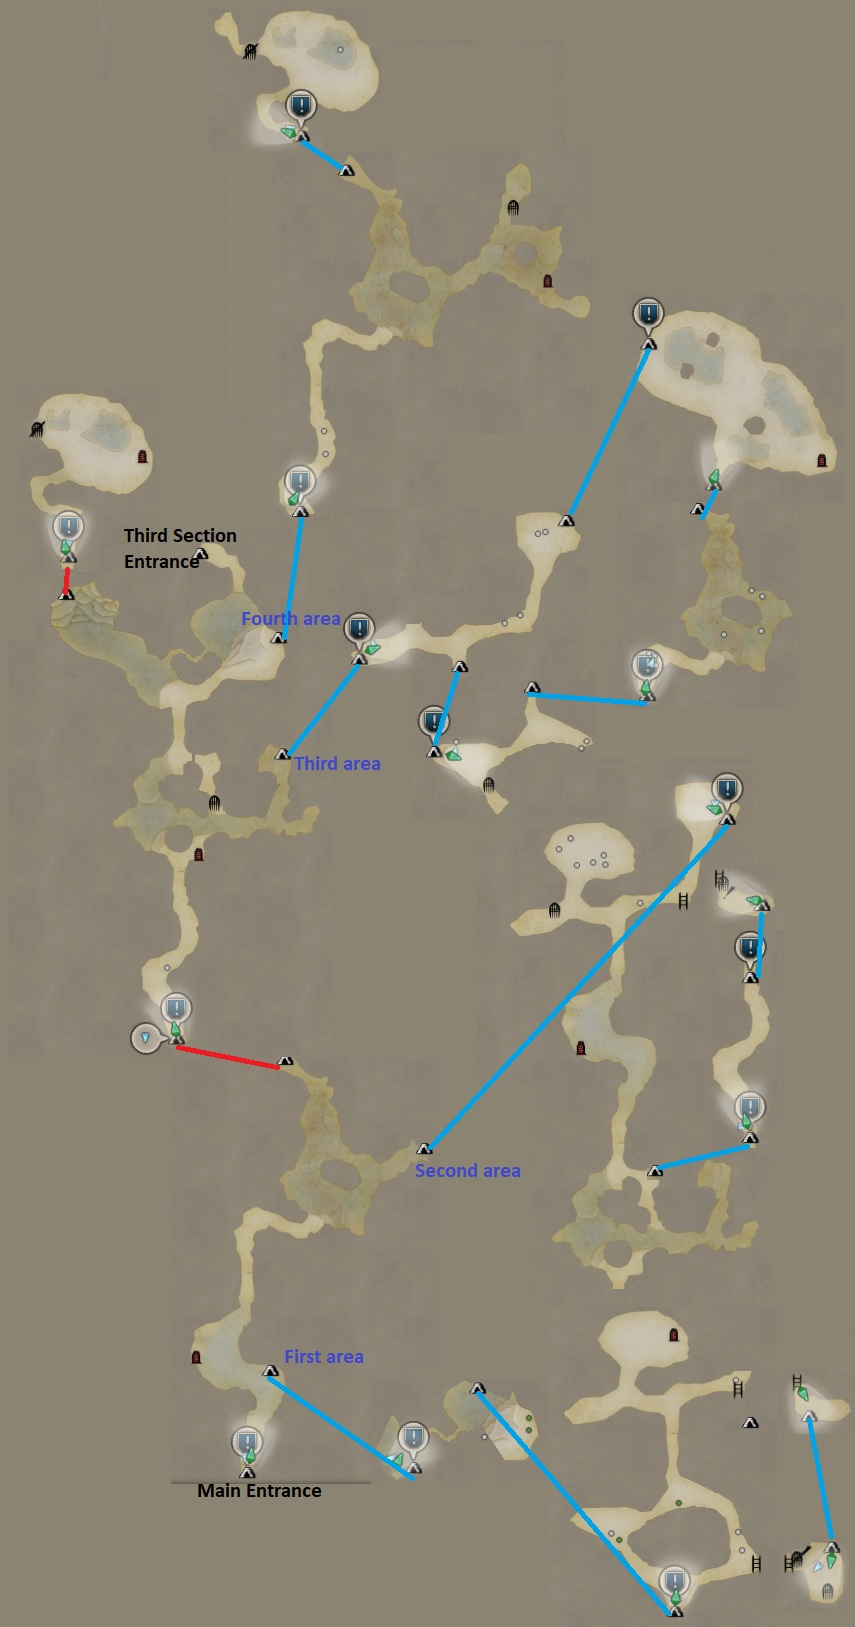 Third Section
Entrance
Fourth area
Third area
Second area
First area
Main Entrance